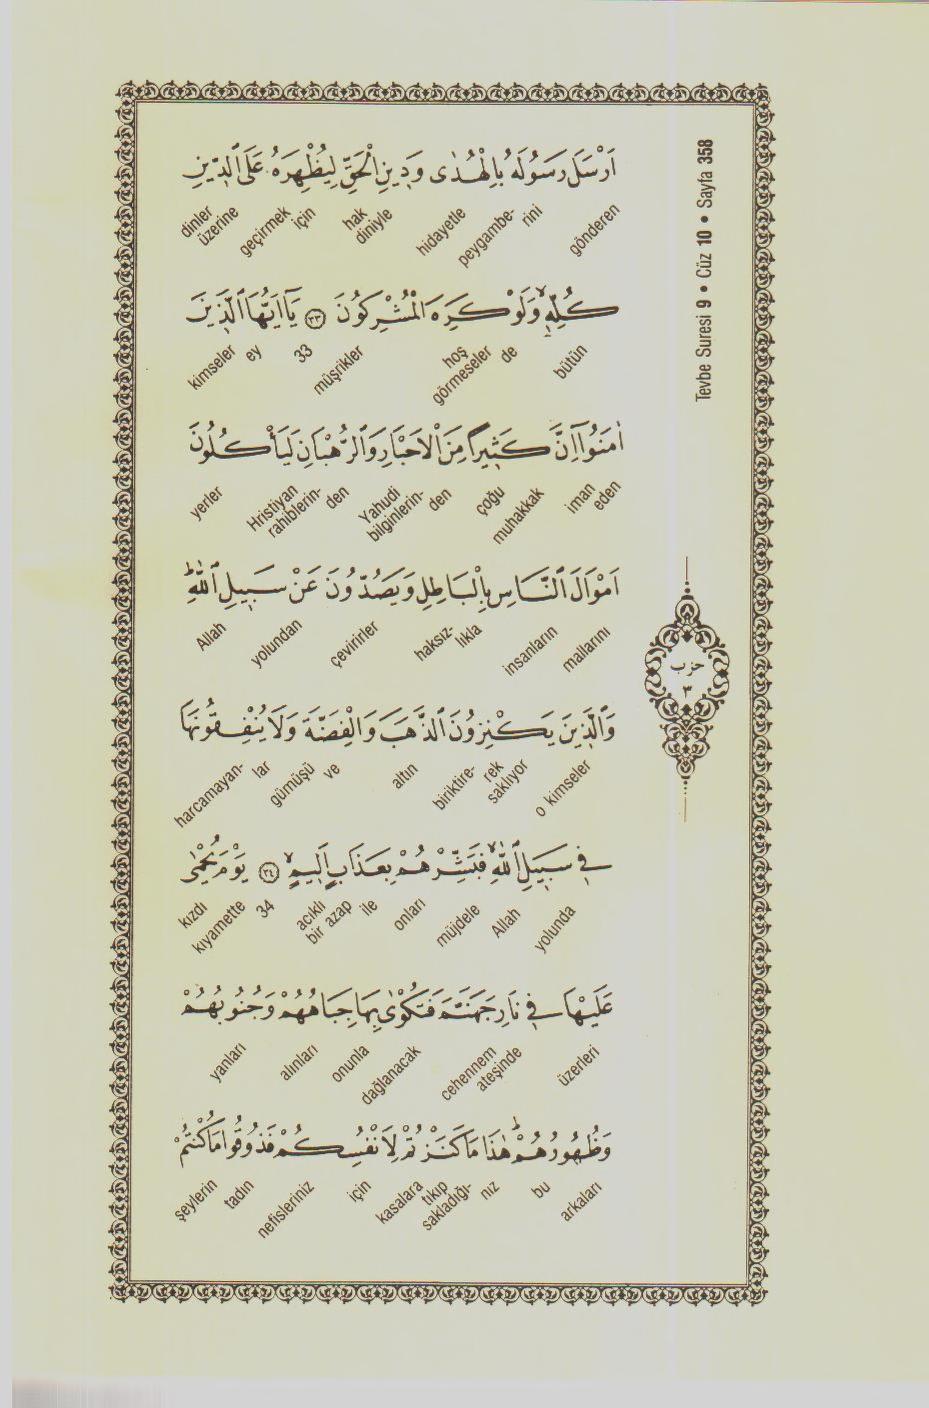 Tevbe Suresi 9 • Cüz 10 • Sayfa 358
اَرْسَلَ رَسُولَهُ بِالْهُدٰى وَد۪ينِ الْحَقِّ لِيُظْهِرَهُ عَلَى الدّ۪ينِ
gönderen peygambe- rini hidayetle hak diniyle için geçirmek dinler üzerine
كُلِّه۪ۙ وَلَوْ كَرِهَ الْمُشْرِكُونَ ﴿٣٣﴾ يَٓا اَيُّهَا الَّذ۪ينَ
bütün de hoş görmeseler müşrikler 33 ey kimseler
اٰمَنُٓوا اِنَّ كَث۪يرًا مِنَ الْاَحْبَارِ وَالرُّهْبَانِ لَيَأْكُلُونَ
iman eden muhakkak çoğu Yahudi bilginlerin- den Hristiyan rahiblerin- den yerler
اَمْوَالَ النَّاسِ بِالْبَاطِلِ وَيَصُدُّونَ عَنْ سَب۪يلِ اللّٰهِۜ
mallarını insanların haksız- lıkla çevirirler yolundan Allah
حزب
٣
وَالَّذ۪ينَ يَكْنِزُونَ الذَّهَبَ وَالْفِضَّةَ وَلَا يُنْفِقُونَهَا
o kimseler biriktire- rek saklıyor altın ve gümüşü harcamayan- lar
ف۪ي سَب۪يلِ اللّٰهِۙ فَبَشِّرْهُمْ بِعَذَابٍ اَل۪يمٍۙ ﴿٣٤﴾ يَوْمَ يُحْمٰى
yolunda Allah müjdele onları ile acıklı bir azap 34 kıyamette kızdı
عَلَيْهَا ف۪ي نَارِ جَهَنَّمَ فَتُكْوٰى بِهَا جِبَاهُهُمْ وَجُنُوبُهُمْ
üzerleri cehennem ateşinde dağlanacak onunla alınları yanları
وَظُهُورُهُمْۜ هٰذَا مَا كَنَزْتُمْ لِاَنْفُسِكُمْ فَذُوقُوا مَا كُنْتُمْ
arkaları bu kasalara tıkıp sakladığı- nız için nefisleriniz tadın şeylerin